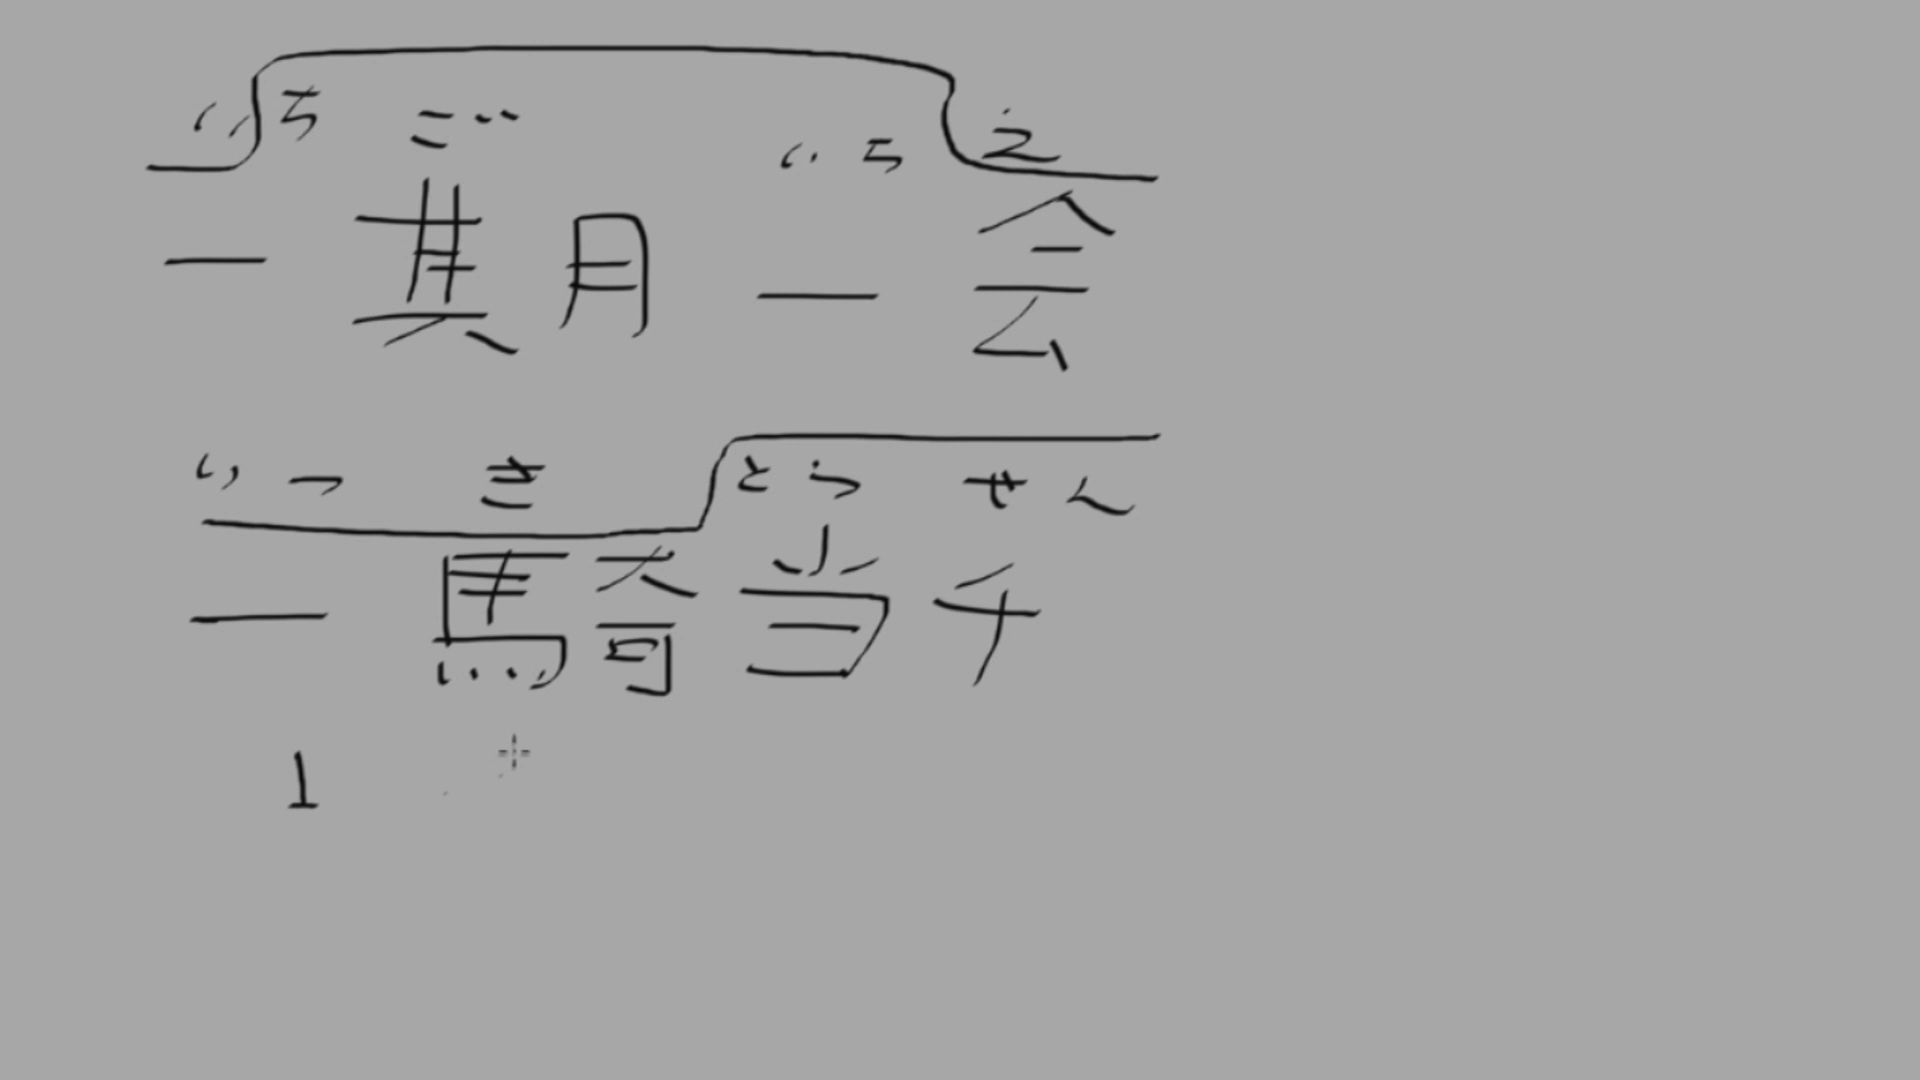 いち ご いち え
一期一会
いっ き とう せん
一騎当千
1